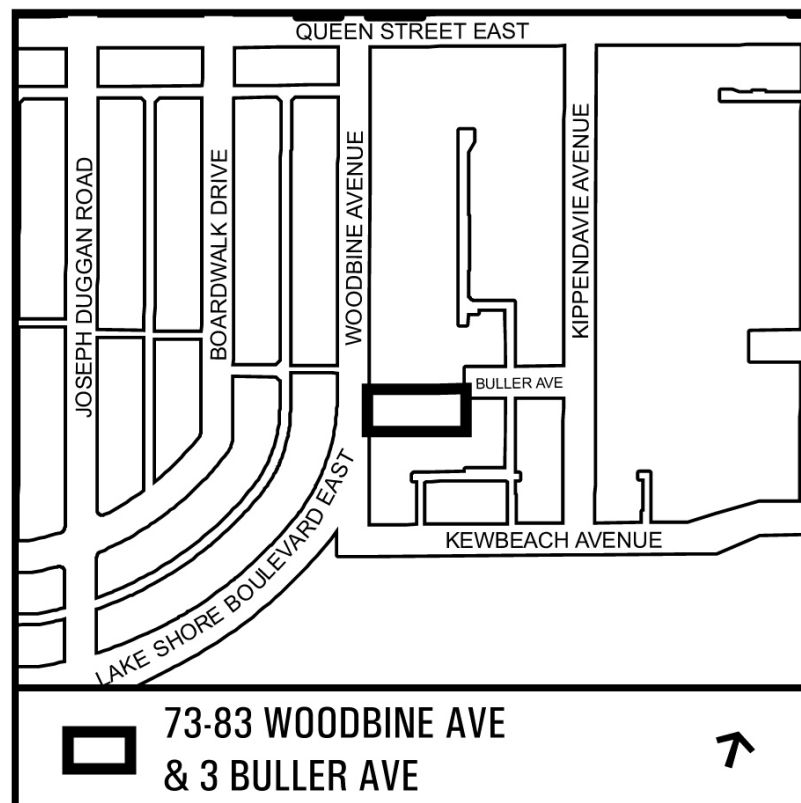 QUEEN STREET EAST
JOSEPH DUGGAN ROAD
BOARDWALK DRIVE
WOODBINE AVENUE
KIPPENDAVIE AVENUE
BULLER AVE
LAKE SHORE BOULEVARD EAST
KEWBEACH AVENUE
73-83 WOODBINE AVE
& 3 BULLER AVE